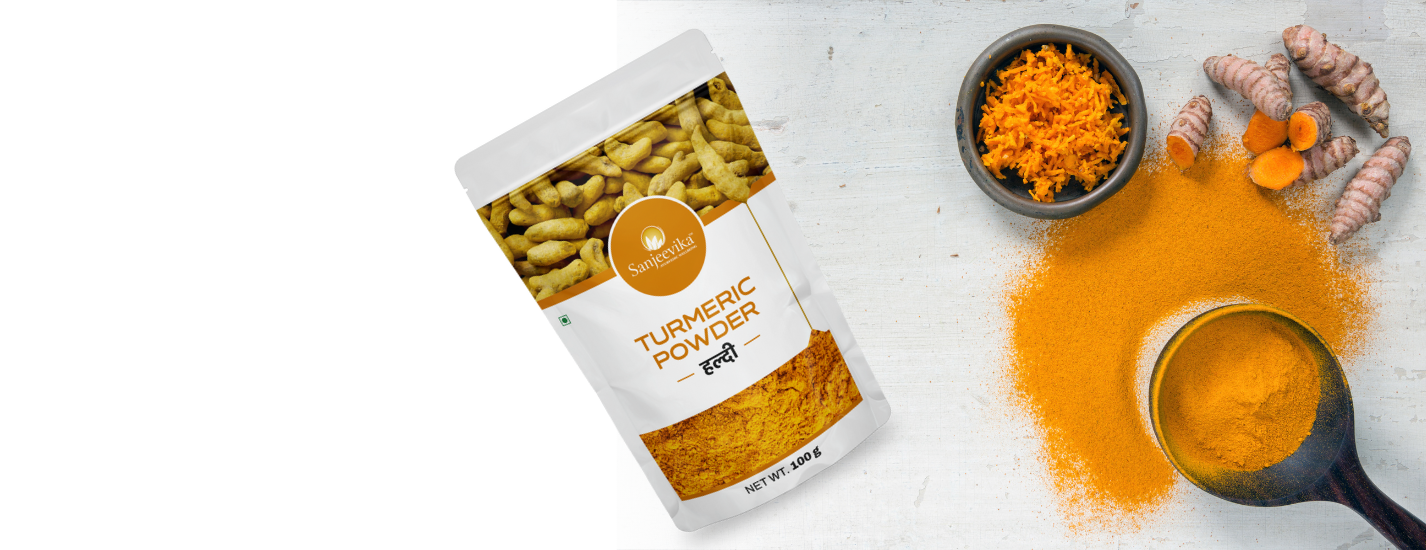 Sanjeevika
TURMERIC
POWDER
हल्दी
NET WT. 100 g